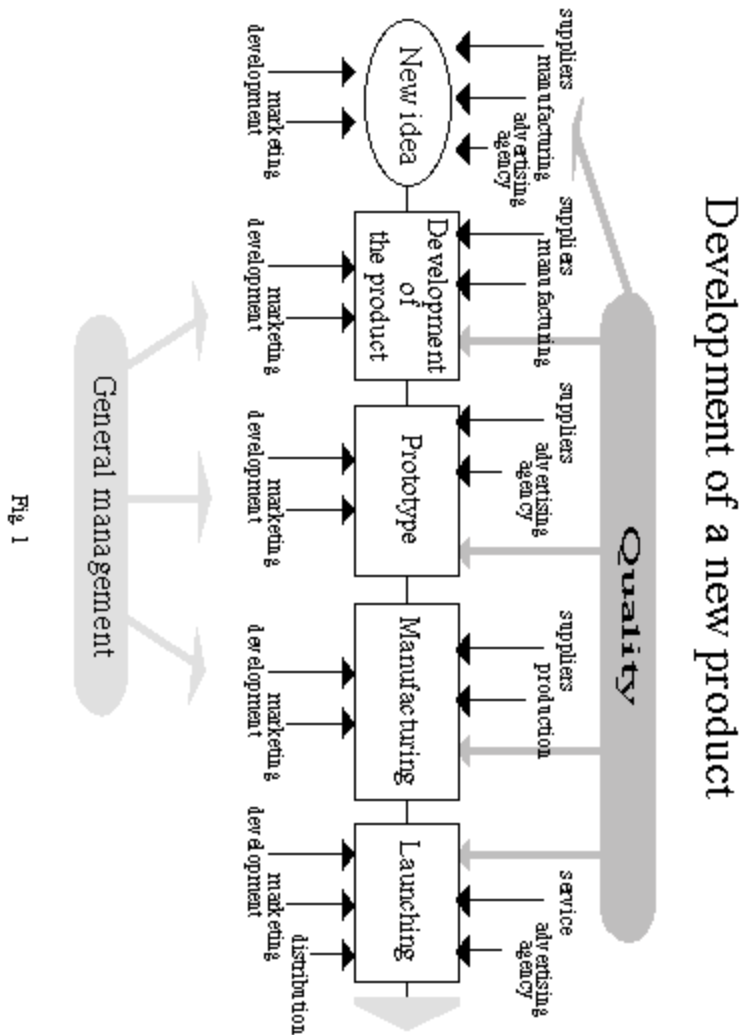 Development of a new product
Quality
suppliers
manufacturing
advertising
agency
suppliers
manufacturing
suppliers
advertising
agency
suppliers
production
service
advertising
agency
New idea
Development
of
the product
Prototype
Manufacturing
Launching
development
marketing
development
marketing
development
marketing
development
marketing
development
marketing
distribution
General management
Fig. 1